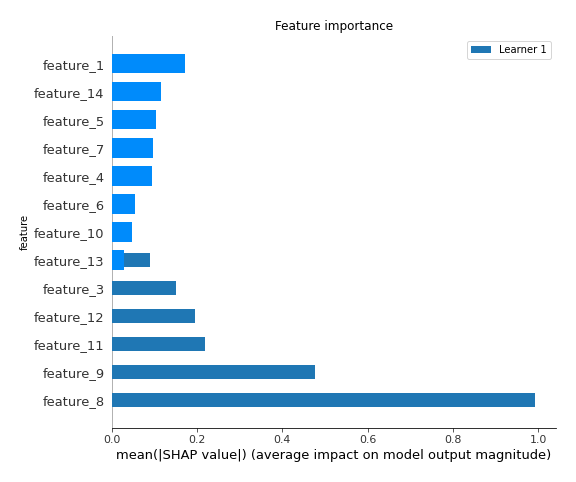 Feature importance
Learner 1
feature_1
feature_14
feature_5
feature_7
feature_4
feature_6
feature_10
feature_13
feature_3
feature_12
feature_11
feature_9
feature_8
feature
0.0 0.2 0.4 0.6 0.8 1.0
mean(|SHAP value|) (average impact on model output magnitude)